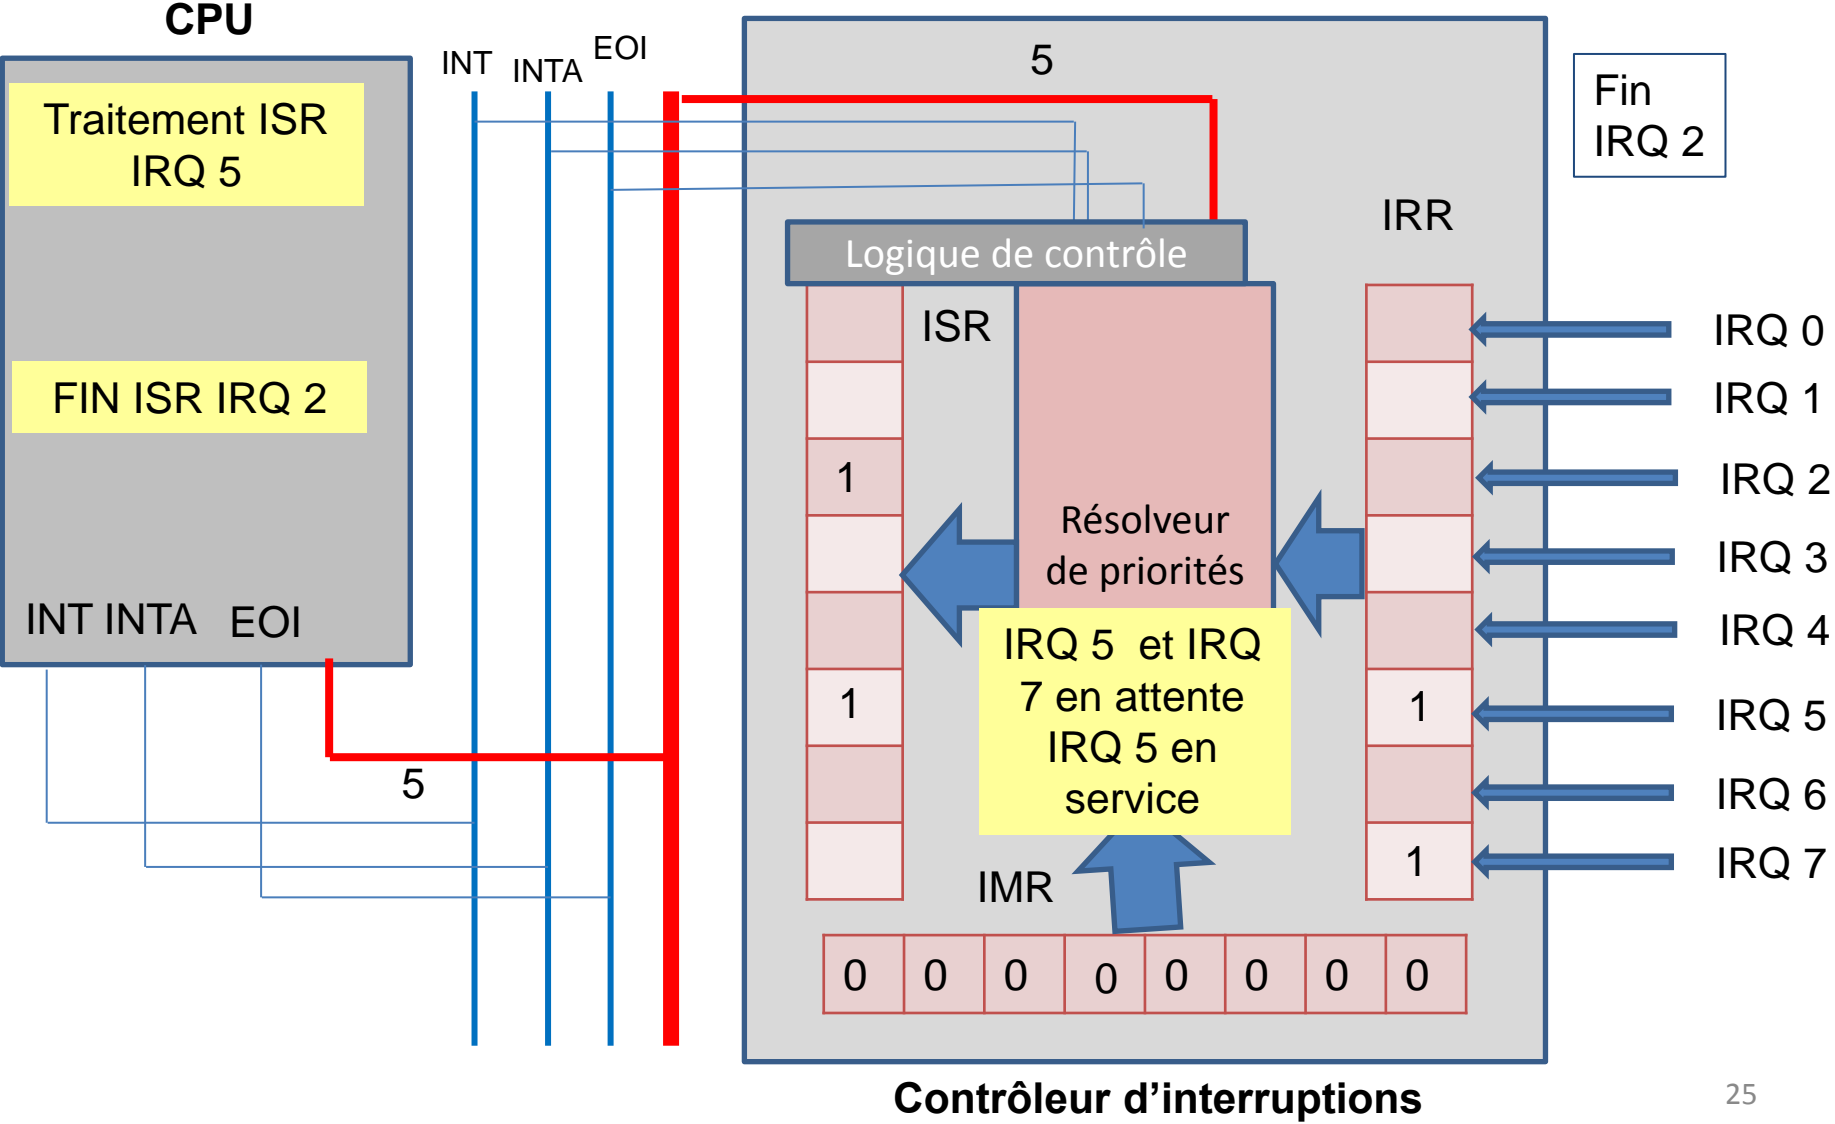 CPU
INT
INTA
EOI
5
Fin
IRQ 2
Traitement ISR
IRQ 5
IRR
Logique de contrôle
ISR
IRQ 0
FIN ISR IRQ 2
IRQ 1
1
IRQ 2
Résolveur
de priorités
IRQ 3
INT INTA EOI
IRQ 5 et IRQ
7 en attente
IRQ 5 en
service
IRQ 4
1
1
IRQ 5
5
IRQ 6
1
IRQ 7
IMR
0 0 0 0 0 0 0 0
Contrôleur d’interruptions
25